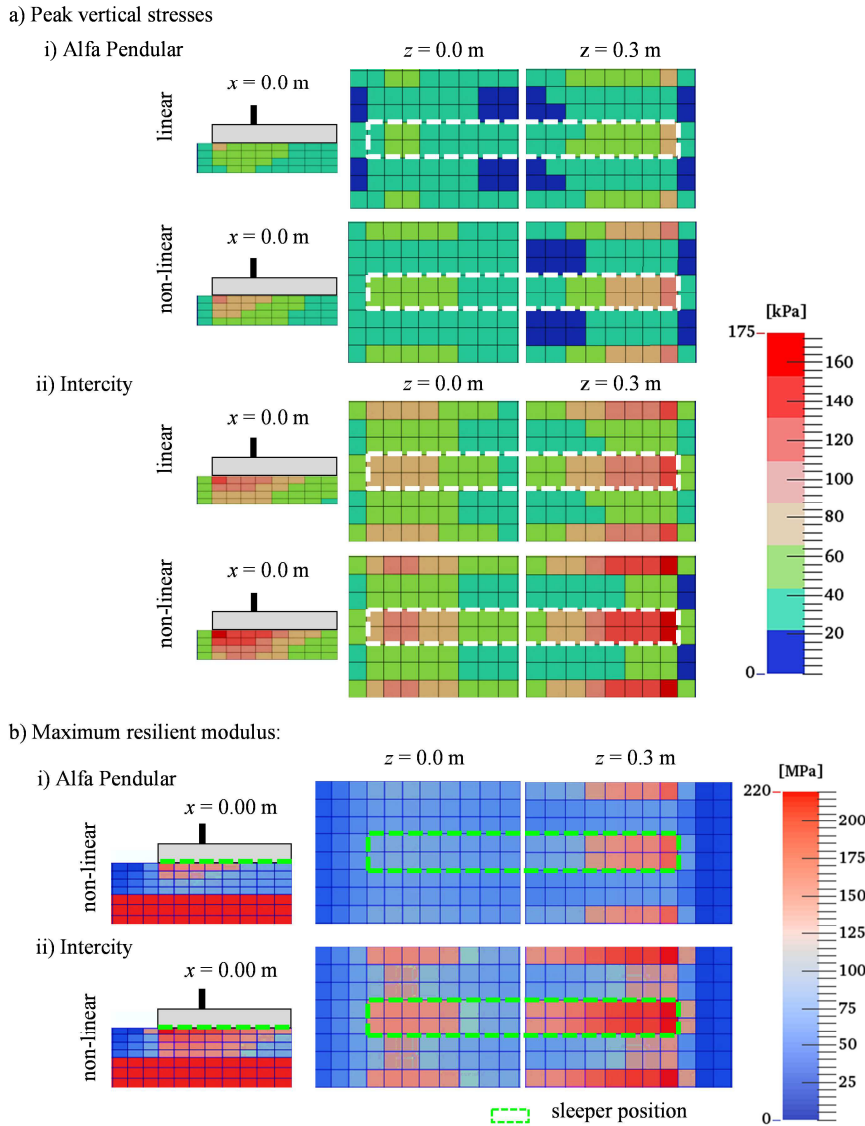 a) Peak vertical stresses
i) Alfa Pendular
z = 0.0 m
z = 0.3 m
x = 0.0 m
linear
x = 0.0 m
non-linear
[kPa]
175
160
140
120
100
80
60
40
20
0
ii) Intercity
z = 0.0 m
z = 0.3 m
x = 0.0 m
linear
x = 0.0 m
non-linear
b) Maximum resilient modulus:
z = 0.0 m
z = 0.3 m
i) Alfa Pendular
x = 0.00 m
non-linear
[MPa]
220
200
175
150
125
100
75
50
25
0
ii) Intercity
x = 0.00 m
non-linear
sleeper position